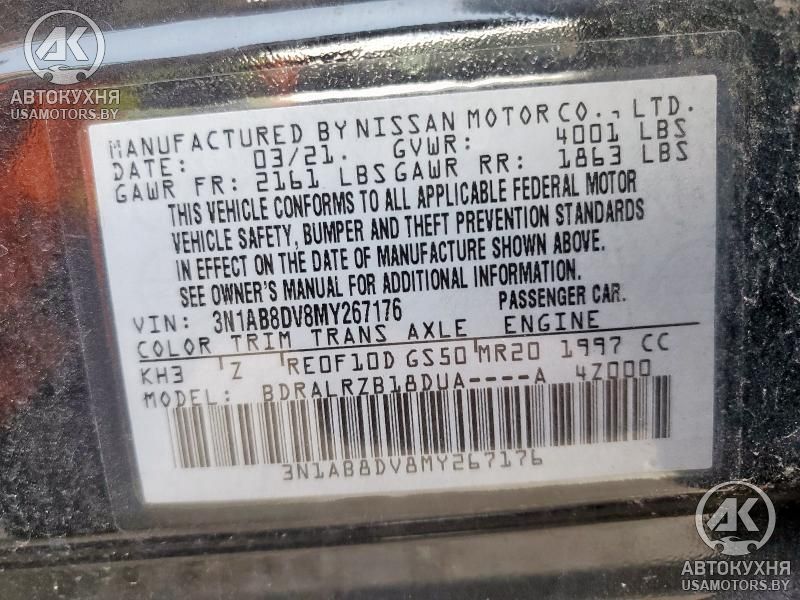 AK
АВТОКУХНЯ
USAMOTORS.BY
MANUFACTURED BY NISSAN MOTOR CO., LTD.
DATE: 03/21. GVWR: 4001 LBS
GAWR FR: 2161 LBS GAWR RR: 1863 LBS
THIS VEHICLE CONFORMS TO ALL APPLICABLE FEDERAL MOTOR
VEHICLE SAFETY, BUMPER AND THEFT PREVENTION STANDARDS
IN EFFECT ON THE DATE OF MANUFACTURE SHOWN ABOVE.
SEE OWNER'S MANUAL FOR ADDITIONAL INFORMATION.
VIN: 3N1AB8DV8MY267176 PASSENGER CAR.
COLOR TRIM TRANS AXLE ENGINE
KH3 Z RE0F10D GS50 MR20 1997 CC
MODEL: BDRALRZB18DUA----A 4Z000
3N1AB8DV8MY267176
AK
АВТОКУХНЯ
USAMOTORS.BY